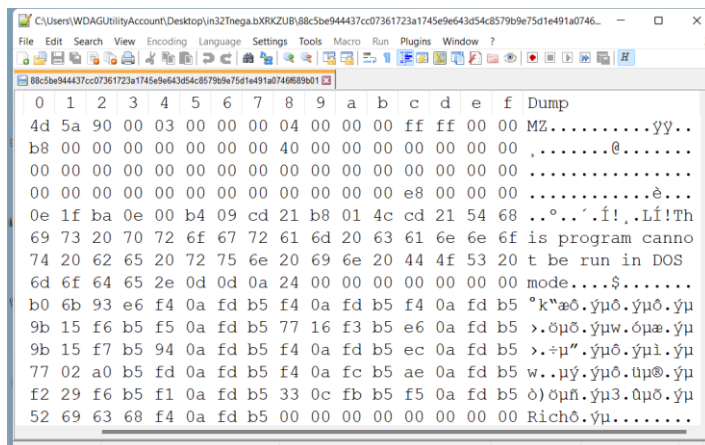 C:\Users\WDAGUtilityAccount\Desktop\in32Tnega.bXRKZUB\88c5be944437cc07361723a1745e9e643d54c8579b9e75d1e491a0746...
File Edit Search View Encoding Language Settings Tools Macro Run Plugins Window ?
88c5be944437cc07361723a1745e9e643d54c8579b9e75d1e491a0746f689b01
0 1 2 3 4 5 6 7 8 9 a b c d e f Dump
4d 5a 90 00 03 00 00 00 04 00 00 00 ff ff 00 00 MZ..........ÿÿ..
b8 00 00 00 00 00 00 00 40 00 00 00 00 00 00 00 ¸.......@.......
00 00 00 00 00 00 00 00 00 00 00 00 00 00 00 00 ................
00 00 00 00 00 00 00 00 00 00 00 00 e8 00 00 00 ............è...
0e 1f ba 0e 00 b4 09 cd 21 b8 01 4c cd 21 54 68 ..º..´.Í!¸.LÍ!Th
69 73 20 70 72 6f 67 72 61 6d 20 63 61 6e 6e 6f is program canno
74 20 62 65 20 72 75 6e 20 69 6e 20 44 4f 53 20 t be run in DOS
6d 6f 64 65 2e 0d 0d 0a 24 00 00 00 00 00 00 00 mode....$.......
b0 6b 93 e6 f4 0a fd b5 f4 0a fd b5 f4 0a fd b5 °k“æô.ýµô.ýµô.ýµ
9b 15 f6 b5 f5 0a fd b5 77 16 f3 b5 e6 0a fd b5 ›.öµõ.ýµw.óµæ.ýµ
9b 15 f7 b5 94 0a fd b5 f4 0a fd b5 ec 0a fd b5 ›.÷µ”.ýµô.ýµì.ýµ
77 02 a0 b5 fd 0a fd b5 f4 0a fc b5 ae 0a fd b5 w..µý.ýµô.üµ®.ýµ
f2 29 f6 b5 f1 0a fd b5 33 0c fb b5 f5 0a fd b5 ò)öµñ.ýµ3.ûµõ.ýµ
52 69 63 68 f4 0a fd b5 00 00 00 00 00 00 00 00 Richô.ýµ........